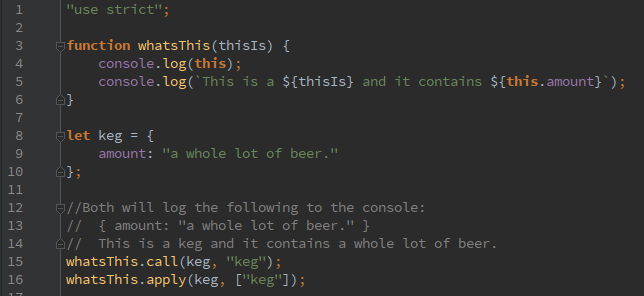 1 "use strict";
2
3 function whatsThis(thisIs) {
4     console.log(this);
5     console.log(`This is a ${thisIs} and it contains ${this.amount}`);
6 }
7
8 let keg = {
9     amount: "a whole lot of beer."
10 };
11
12 //Both will log the following to the console:
13 //  { amount: "a whole lot of beer." }
14 //  This is a keg and it contains a whole lot of beer.
15 whatsThis.call(keg, "keg");
16 whatsThis.apply(keg, ["keg"]);
17